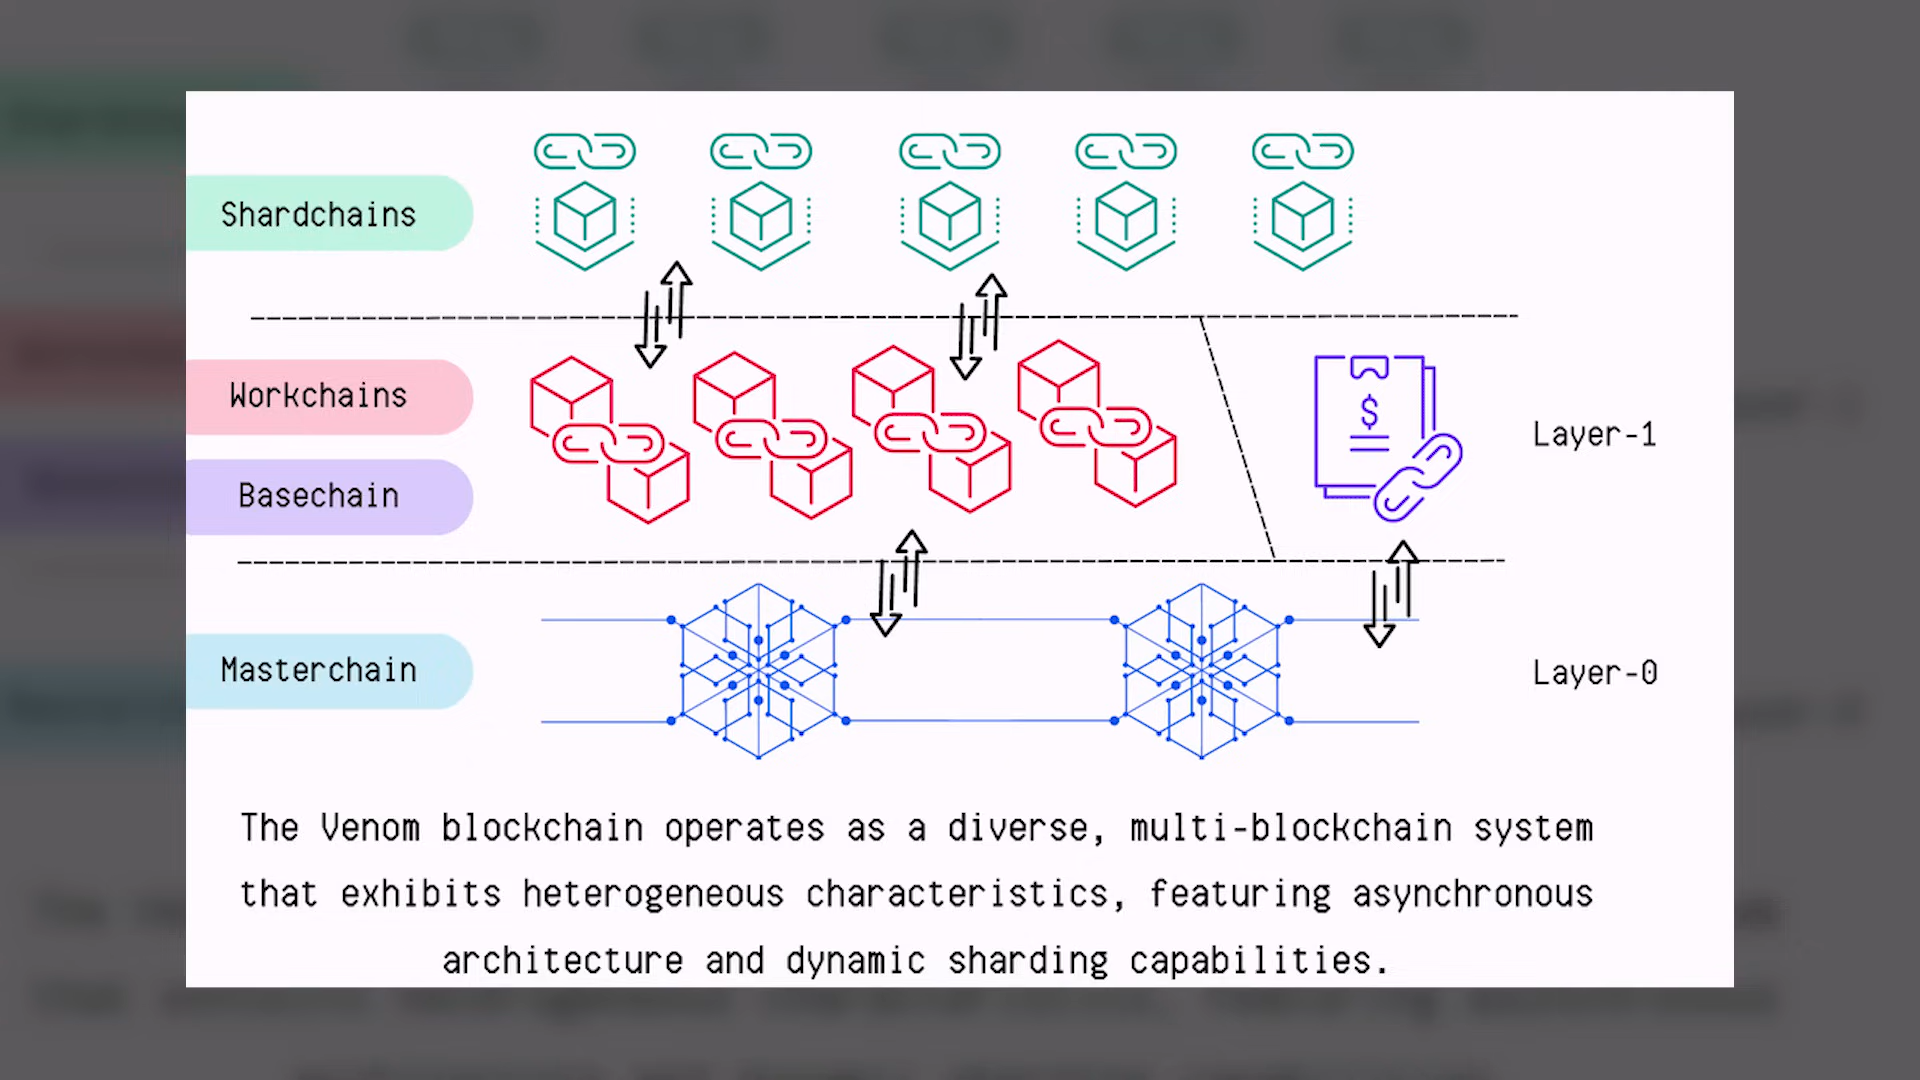 Shardchains
Workchains
Basechain
Layer-1
$
Masterchain
Layer-0
The Venom blockchain operates as a diverse, multi-blockchain system
that exhibits heterogeneous characteristics, featuring asynchronous
architecture and dynamic sharding capabilities.